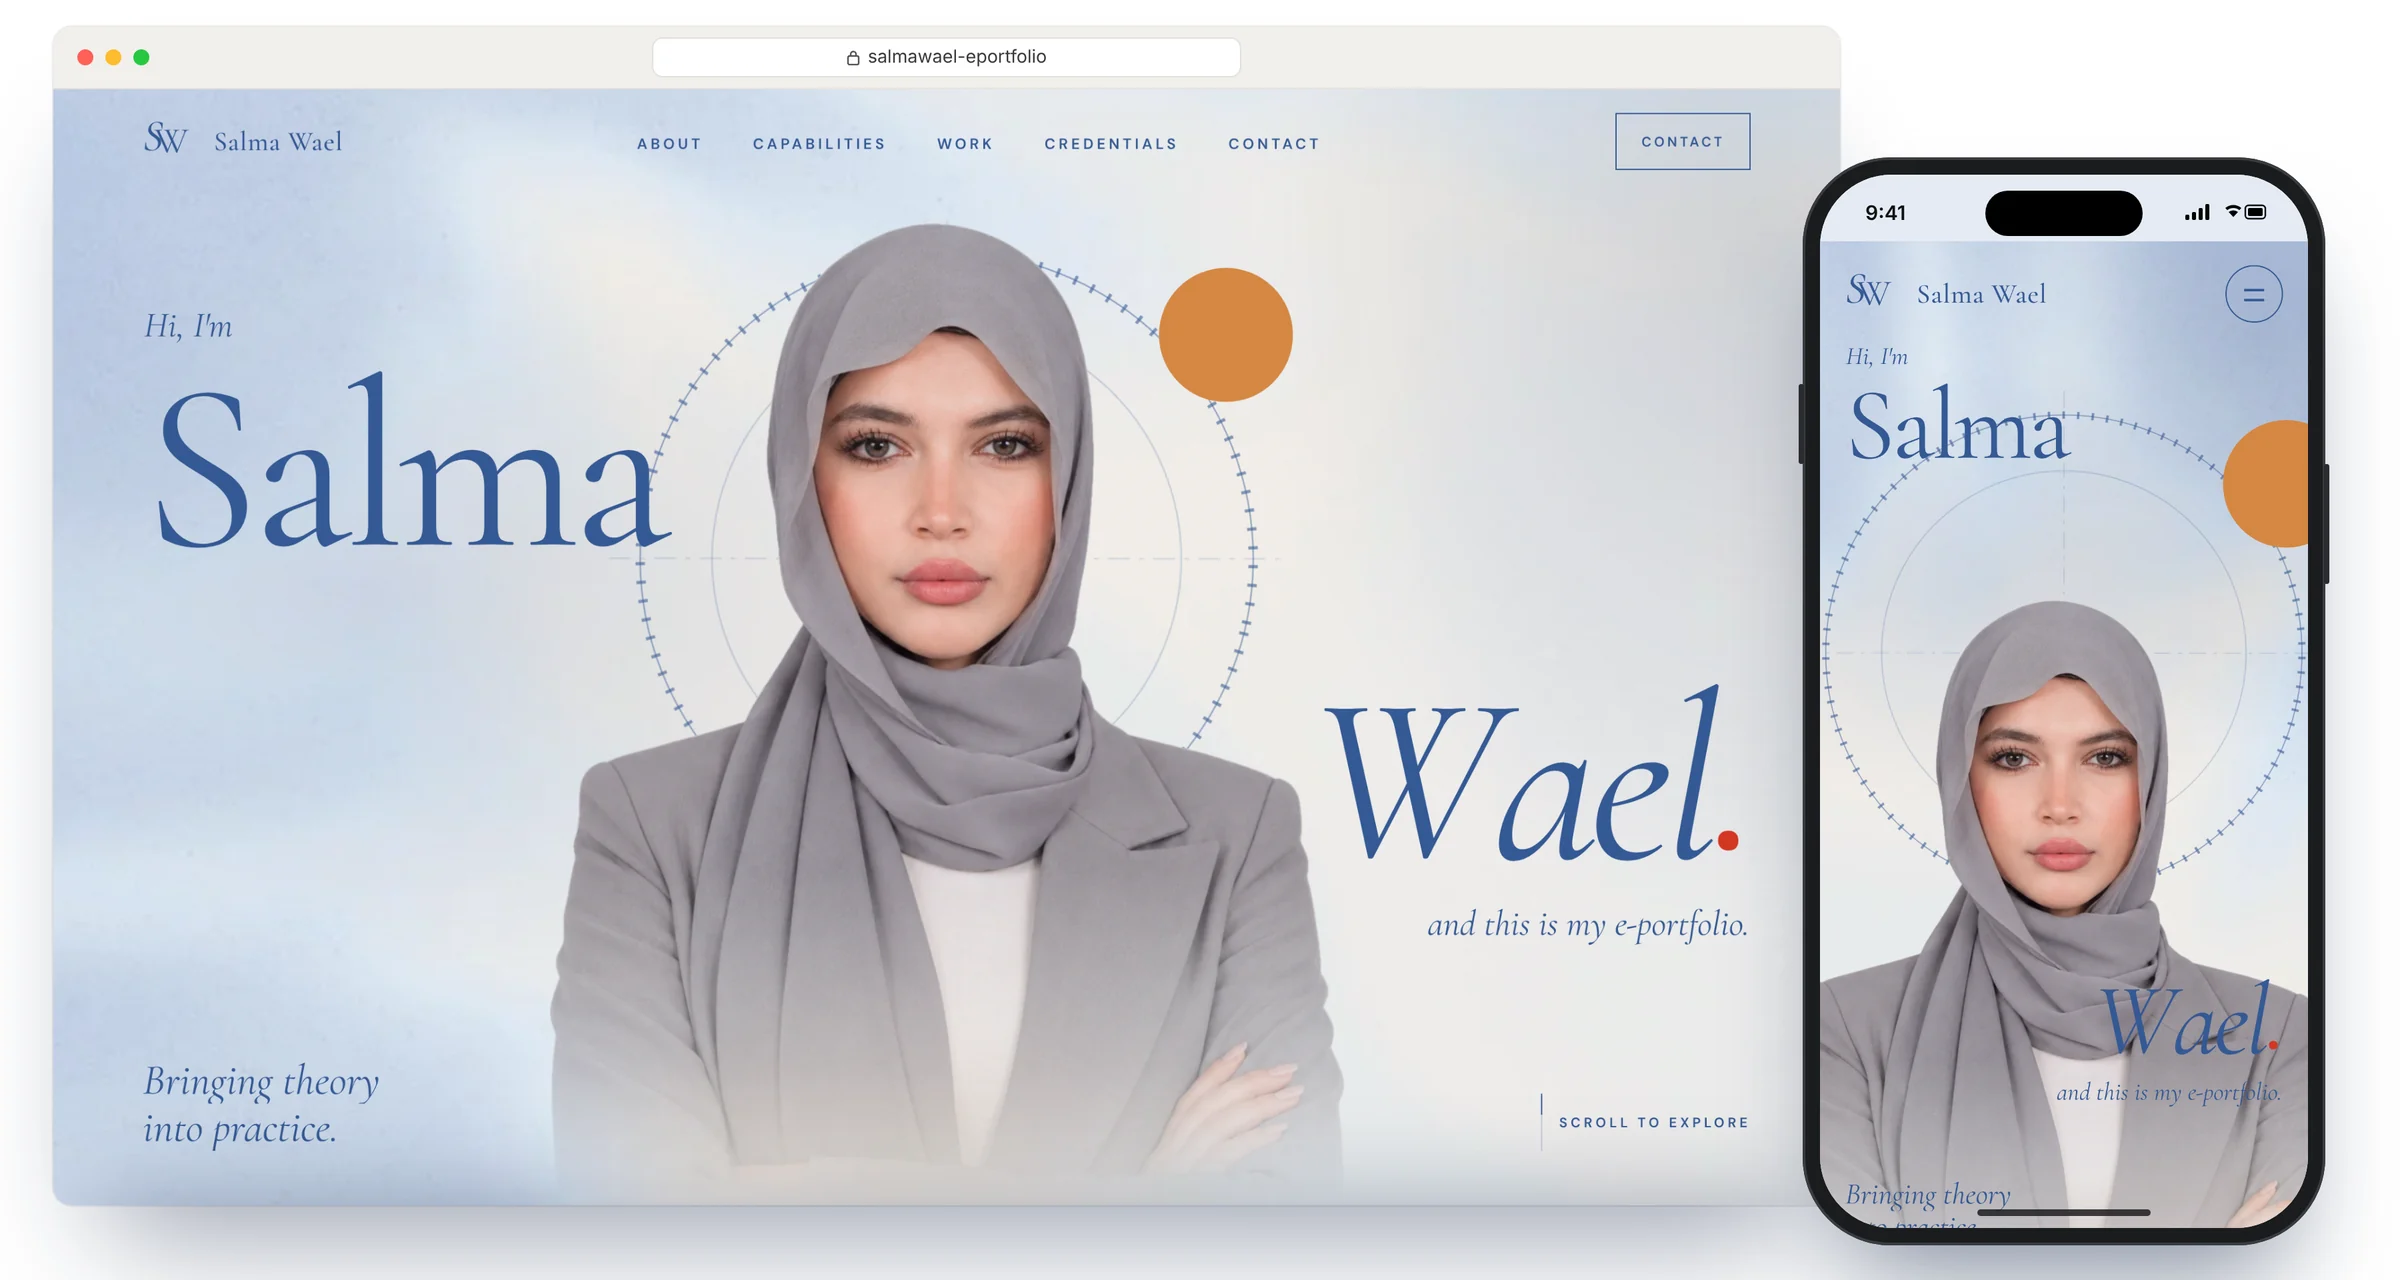 salmawael-eportfolio
SW Salma Wael
ABOUT CAPABILITIES WORK CREDENTIALS CONTACT
CONTACT
Hi, I'm
Salma
Wael.
and this is my e-portfolio.
Bringing theory
into practice.
SCROLL TO EXPLORE
9:41
SW Salma Wael
Hi, I'm
Salma
Wael.
and this is my e-portfolio.
Bringing theory
practice